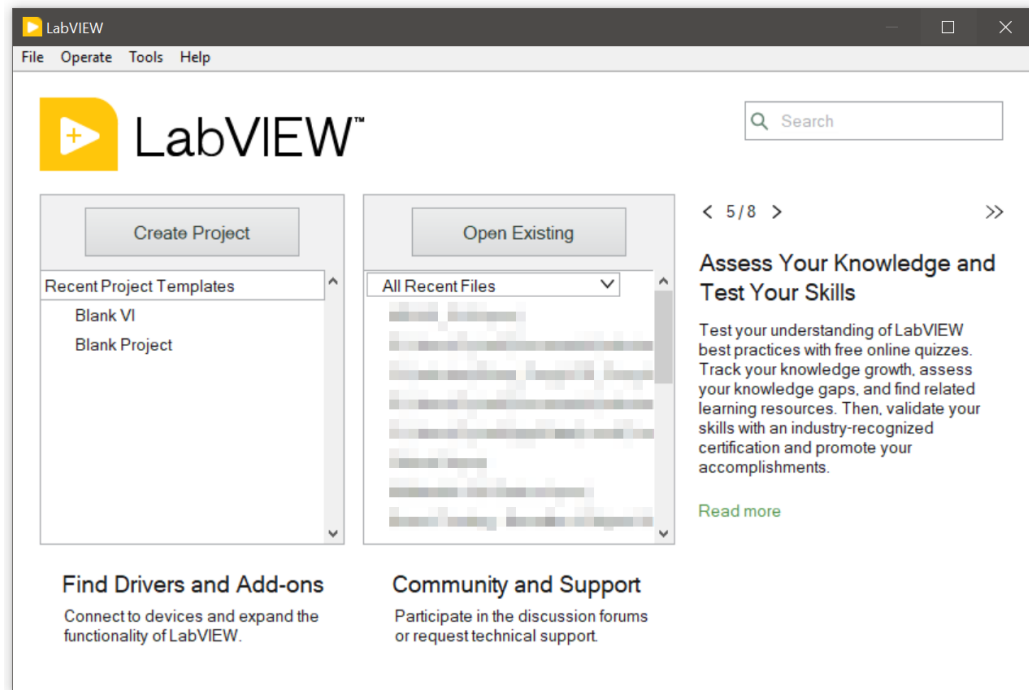 LabVIEW
File Operate Tools Help
LabVIEW™
Search
Create Project
Recent Project Templates
Blank VI
Blank Project
Open Existing
All Recent Files
5/8
Assess Your Knowledge and
Test Your Skills
Test your understanding of LabVIEW
best practices with free online quizzes.
Track your knowledge growth, assess
your knowledge gaps, and find related
learning resources. Then, validate your
skills with an industry-recognized
certification and promote your
accomplishments.
Read more
Find Drivers and Add-ons
Connect to devices and expand the
functionality of LabVIEW.
Community and Support
Participate in the discussion forums
or request technical support.